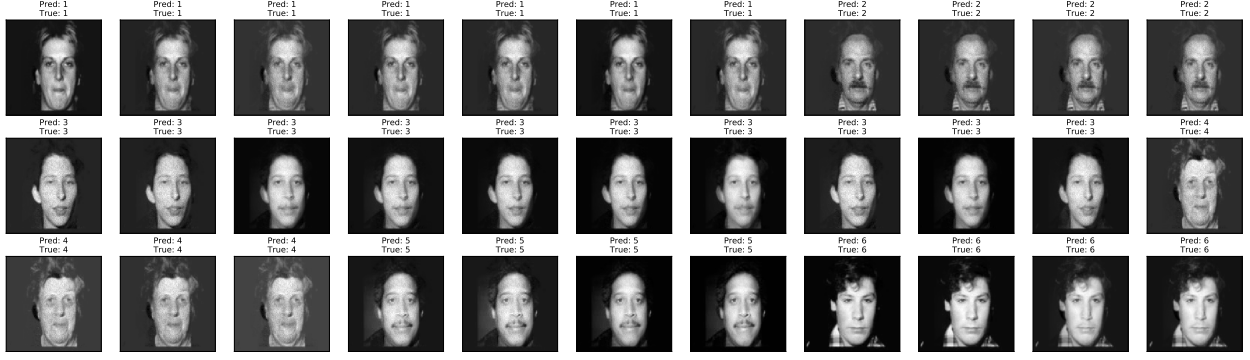 Pred: 1 Pred: 1 Pred: 1 Pred: 1 Pred: 1 Pred: 1 Pred: 1 Pred: 2 Pred: 2 Pred: 2 Pred: 2
True: 1 True: 1 True: 1 True: 1 True: 1 True: 1 True: 1 True: 2 True: 2 True: 2 True: 2
Pred: 3 Pred: 3 Pred: 3 Pred: 3 Pred: 3 Pred: 3 Pred: 3 Pred: 3 Pred: 3 Pred: 3 Pred: 4
True: 3 True: 3 True: 3 True: 3 True: 3 True: 3 True: 3 True: 3 True: 3 True: 3 True: 4
Pred: 4 Pred: 4 Pred: 4 Pred: 5 Pred: 5 Pred: 5 Pred: 5 Pred: 6 Pred: 6 Pred: 6 Pred: 6
True: 4 True: 4 True: 4 True: 5 True: 5 True: 5 True: 5 True: 6 True: 6 True: 6 True: 6